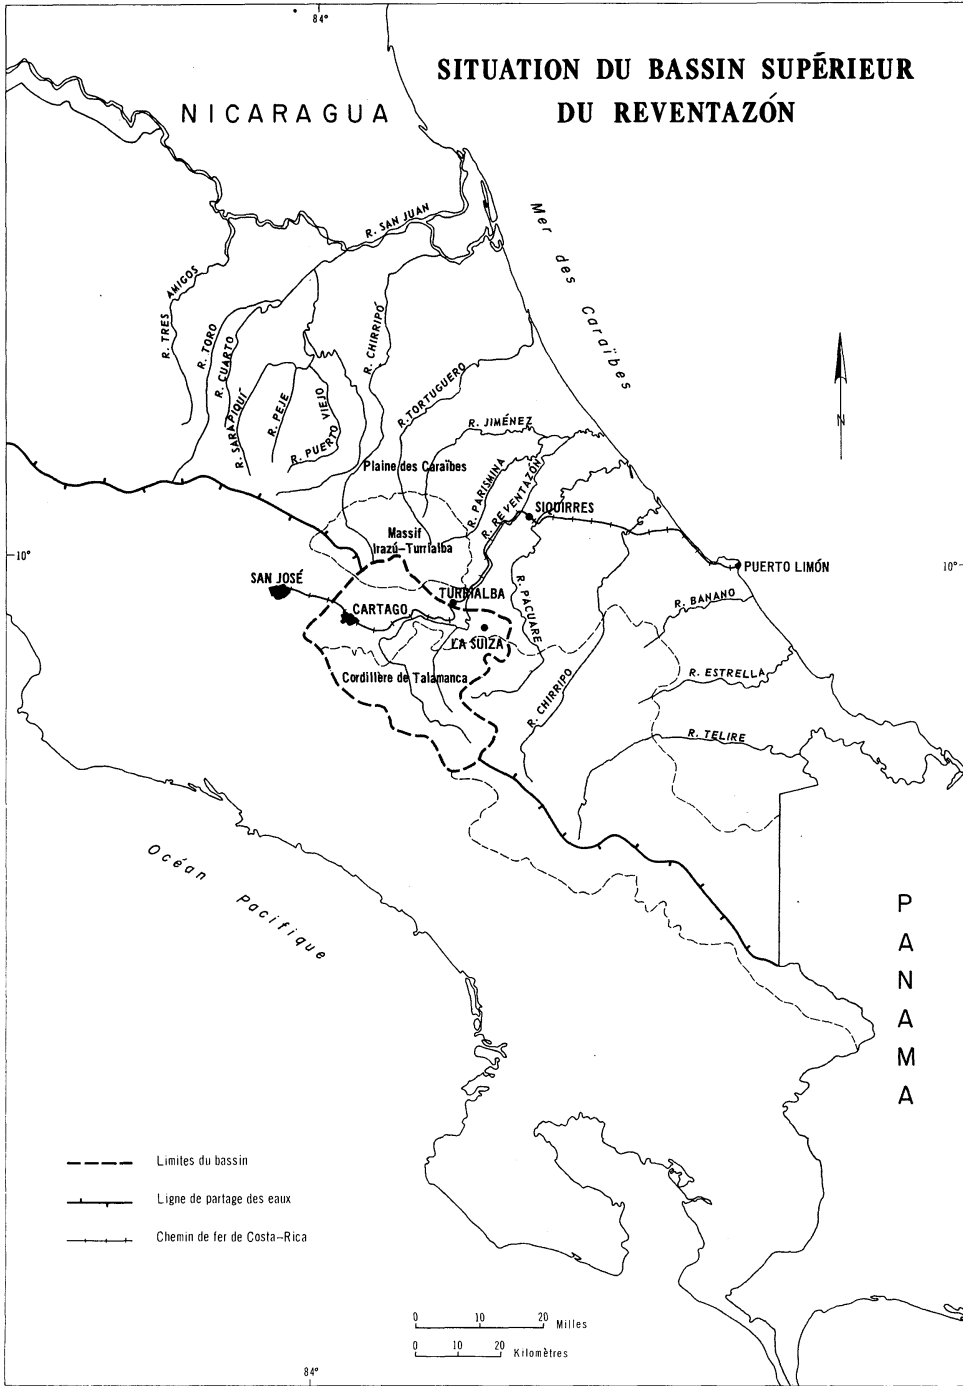 84°
SITUATION DU BASSIN SUPÉRIEUR
DU REVENTAZÓN
NICARAGUA
Mer des Caraïbes
R. SAN JUAN
R. TRES AMIGOS
R. TORO
R. CUARTO
R. SARAPIQUÍ
R. PEJE
R. PUERTO VIEJO
R. CHIRRIPÓ
R. TORTUGUERO
R. JIMÉNEZ
N
Plaine des Caraïbes
R. PARISMINA
R. REVENTAZÓN
SIQUIRRES
Massif
Irazú-Turrialba
10°
10°
PUERTO LIMÓN
SAN JOSÉ
CARTAGO
TURRIALBA
R. PACUARE
R. BANANO
LA SUIZA
Cordillère de Talamanca
R. CHIRRIPO
R. ESTRELLA
R. TELIRE
Océan Pacifique
PANAMA
Limites du bassin
Ligne de partage des eaux
Chemin de fer de Costa-Rica
0 10 20 Milles
0 10 20 Kilomètres
84°